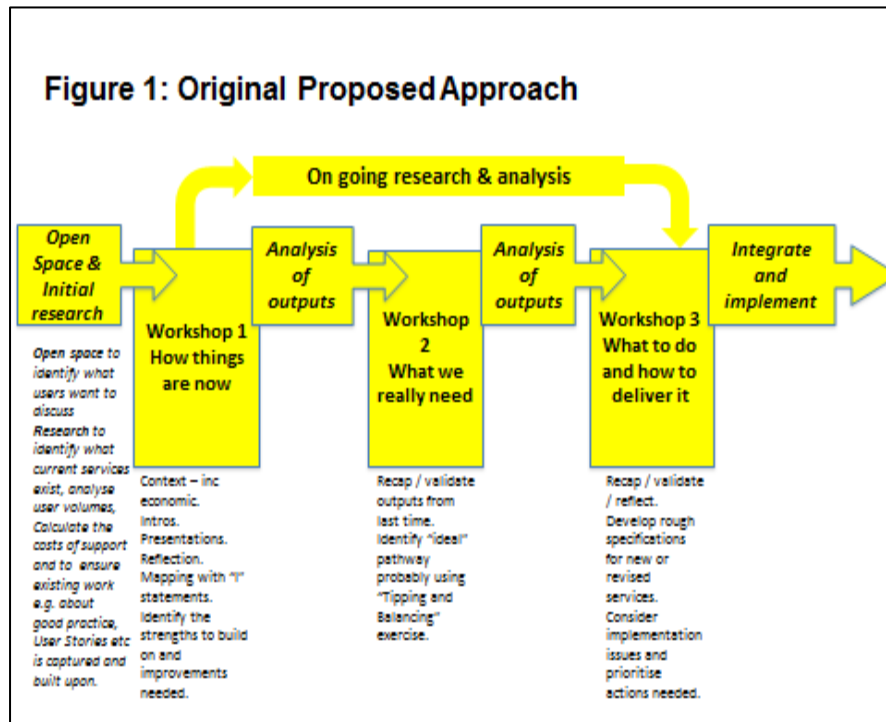 Figure 1: Original Proposed Approach
On going research & analysis
Open
Space &
Initial
research
Analysis
of
outputs
Analysis
of
outputs
Integrate
and
implement
Workshop 1
How things
are now
Workshop
2
What we
really need
Workshop 3
What to do
and how to
deliver it
Open space to
identify what
users want to
discuss
Research to
identify what
current services
exist, analyse
user volumes,
Calculate the
costs of support
and to ensure
existing work
e.g. about
good practice,
User Stories etc
is captured and
built upon.
Context – inc
economic.
Intros.
Presentations.
Reflection.
Mapping with "I"
statements.
Identify the
strengths to build
on and
improvements
needed.
Recap / validate
outputs from
last time.
Identify "ideal"
pathway
probably using
"Tipping and
Balancing"
exercise.
Recap / validate
/ reflect.
Develop rough
specifications
for new or
revised
services.
Consider
implementation
issues and
prioritise
actions needed.